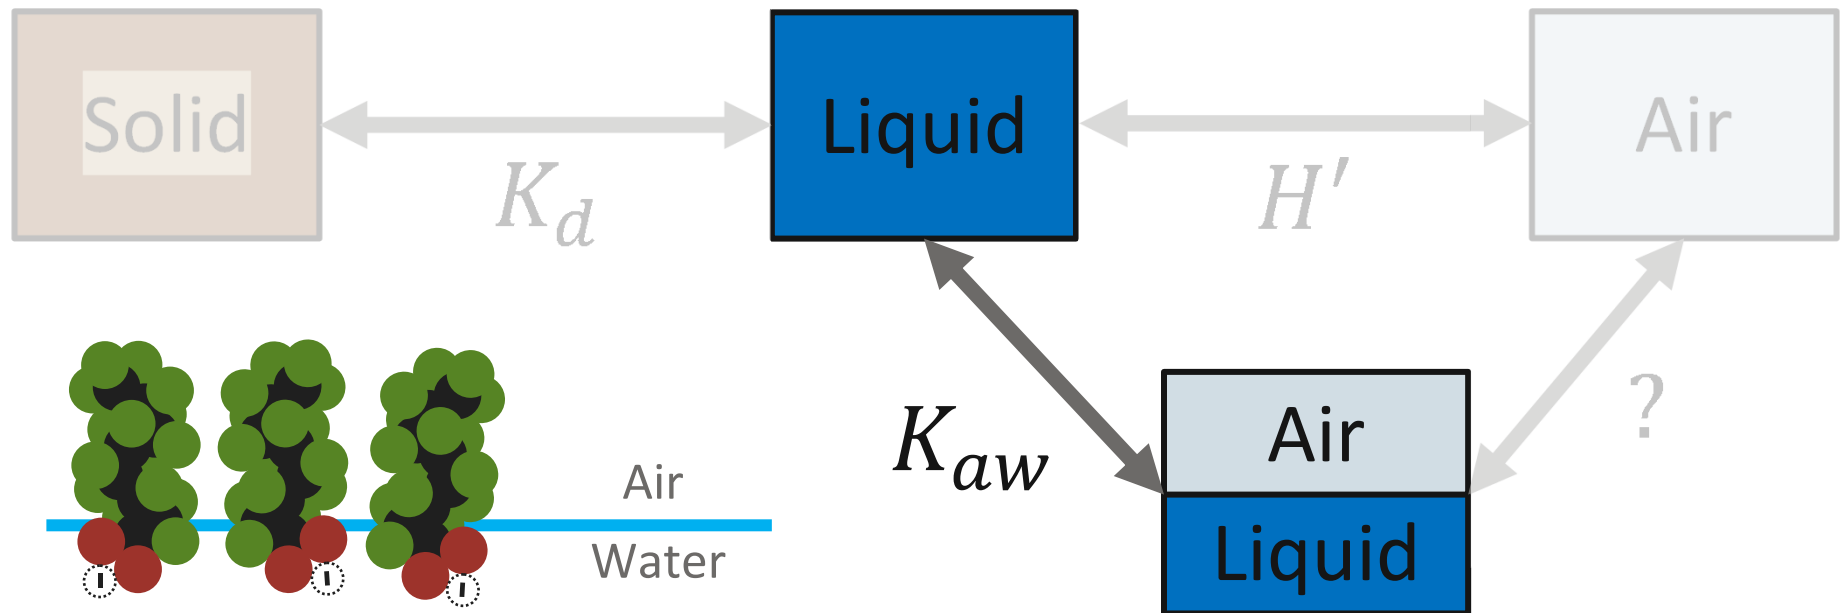 Solid
Liquid
Air
K_d
H′
K_aw
Air
?
Air
Water
Liquid